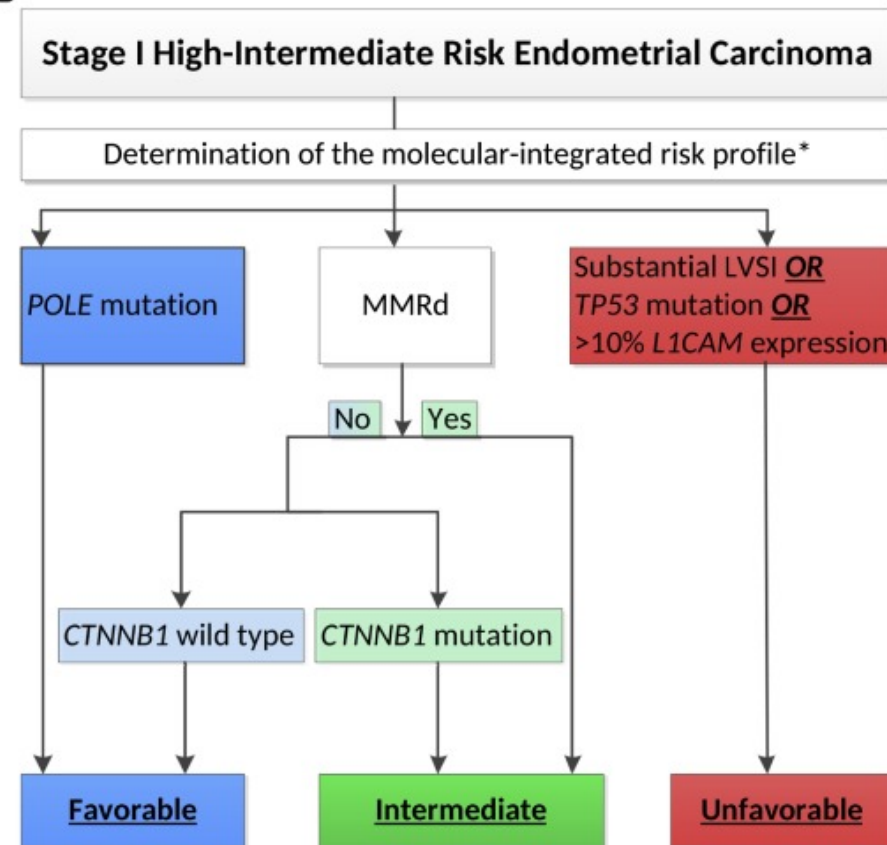 Stage I High-Intermediate Risk Endometrial Carcinoma
Determination of the molecular-integrated risk profile*
POLE mutation
MMRd
Substantial LVSI OR
TP53 mutation OR
>10% L1CAM expression
No
Yes
CTNNB1 wild type
CTNNB1 mutation
Favorable
Intermediate
Unfavorable